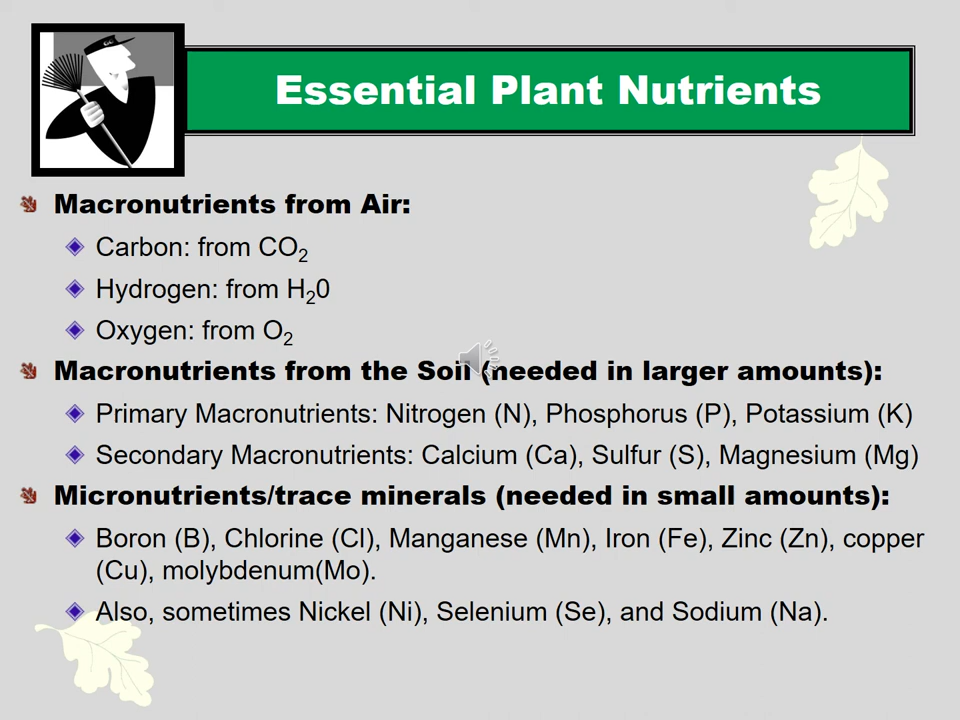 Essential Plant Nutrients
Macronutrients from Air:
Carbon: from CO₂
Hydrogen: from H₂0
Oxygen: from O₂
Macronutrients from the Soil (needed in larger amounts):
Primary Macronutrients: Nitrogen (N), Phosphorus (P), Potassium (K)
Secondary Macronutrients: Calcium (Ca), Sulfur (S), Magnesium (Mg)
Micronutrients/trace minerals (needed in small amounts):
Boron (B), Chlorine (Cl), Manganese (Mn), Iron (Fe), Zinc (Zn), copper
(Cu), molybdenum(Mo).
Also, sometimes Nickel (Ni), Selenium (Se), and Sodium (Na).